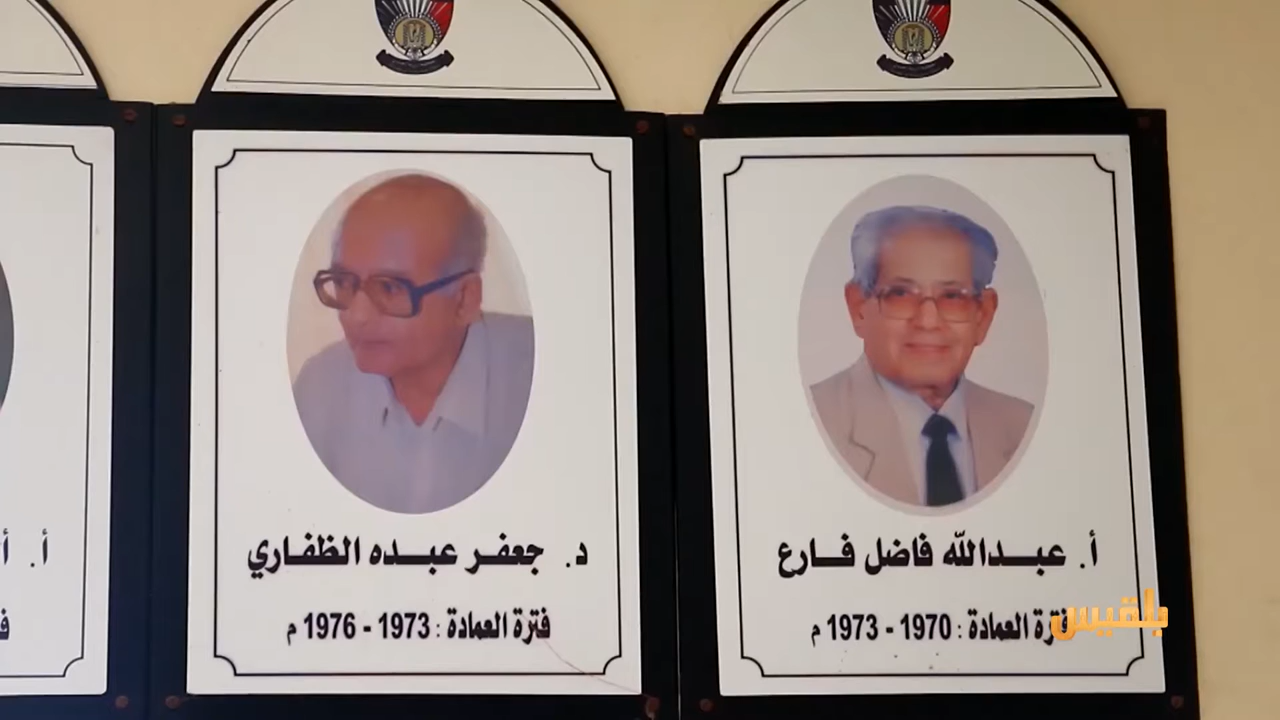 أ. عبدالله فاضل فارع
فترة العمادة : 1970 - 1973 م
د. جعفر عبده الظفاري
فترة العمادة : 1973 - 1976 م
أ.
بلقيس